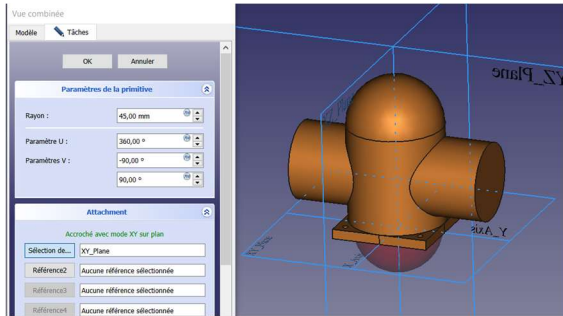 Vue combinée
Modèle
Tâches
OK
Annuler
Paramètres de la primitive
Rayon :
45,00 mm
Paramètre U :
360,00 °
Paramètres V :
-90,00 °
90,00 °
Attachment
Accroché avec mode XY sur plan
Sélection de...
XY_Plane
Référence2
Aucune référence sélectionnée
Référence3
Aucune référence sélectionnée
Référence4
Aucune référence sélectionnée
YZ_Plane
Y_Axis